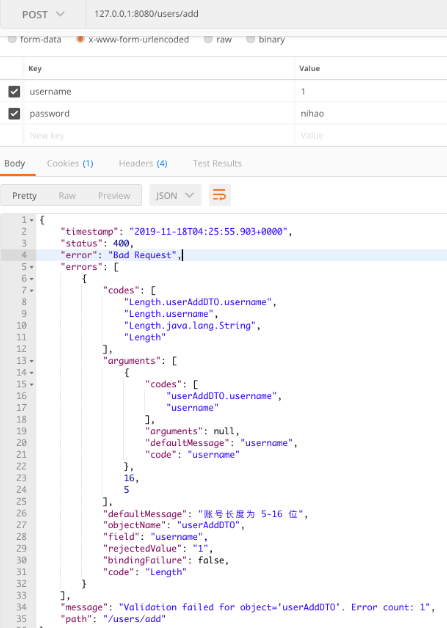 POST 127.0.0.1:8080/users/add
form-data x-www-form-urlencoded raw binary
Key Value
username 1
password nihao
New key Value
Body Cookies (1) Headers (4) Test Results
Pretty Raw Preview JSON
1 {
2 "timestamp": "2019-11-18T04:25:55.903+0000",
3 "status": 400,
4 "error": "Bad Request",
5 "errors": [
6 {
7 "codes": [
8 "Length.userAddDTO.username",
9 "Length.username",
10 "Length.java.lang.String",
11 "Length"
12 ],
13 "arguments": [
14 {
15 "codes": [
16 "userAddDTO.username",
17 "username"
18 ],
19 "arguments": null,
20 "defaultMessage": "username",
21 "code": "username"
22 },
23 16,
24 5
25 ],
26 "defaultMessage": "账号长度为 5-16 位",
27 "objectName": "userAddDTO",
28 "field": "username",
29 "rejectedValue": "1",
30 "bindingFailure": false,
31 "code": "Length"
32 }
33 ],
34 "message": "Validation failed for object='userAddDTO'. Error count: 1",
35 "path": "/users/add"